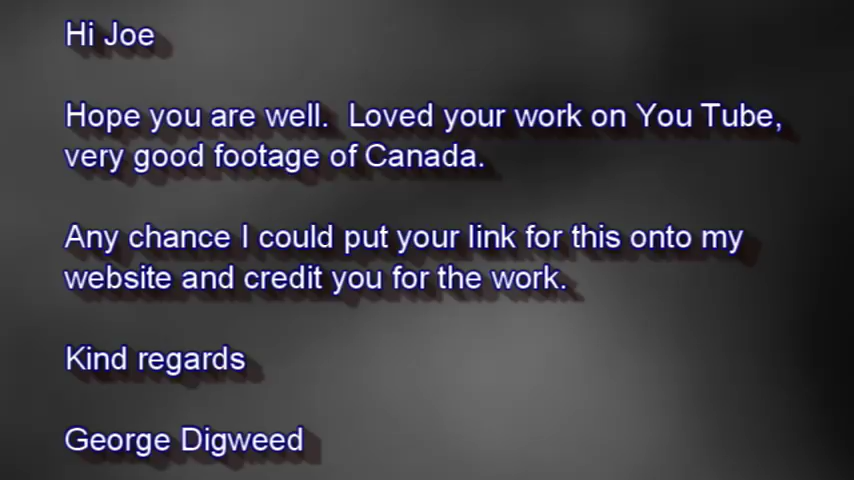 Hi Joe
Hope you are well.  Loved your work on You Tube,
very good footage of Canada.
Any chance I could put your link for this onto my
website and credit you for the work.
Kind regards
George Digweed